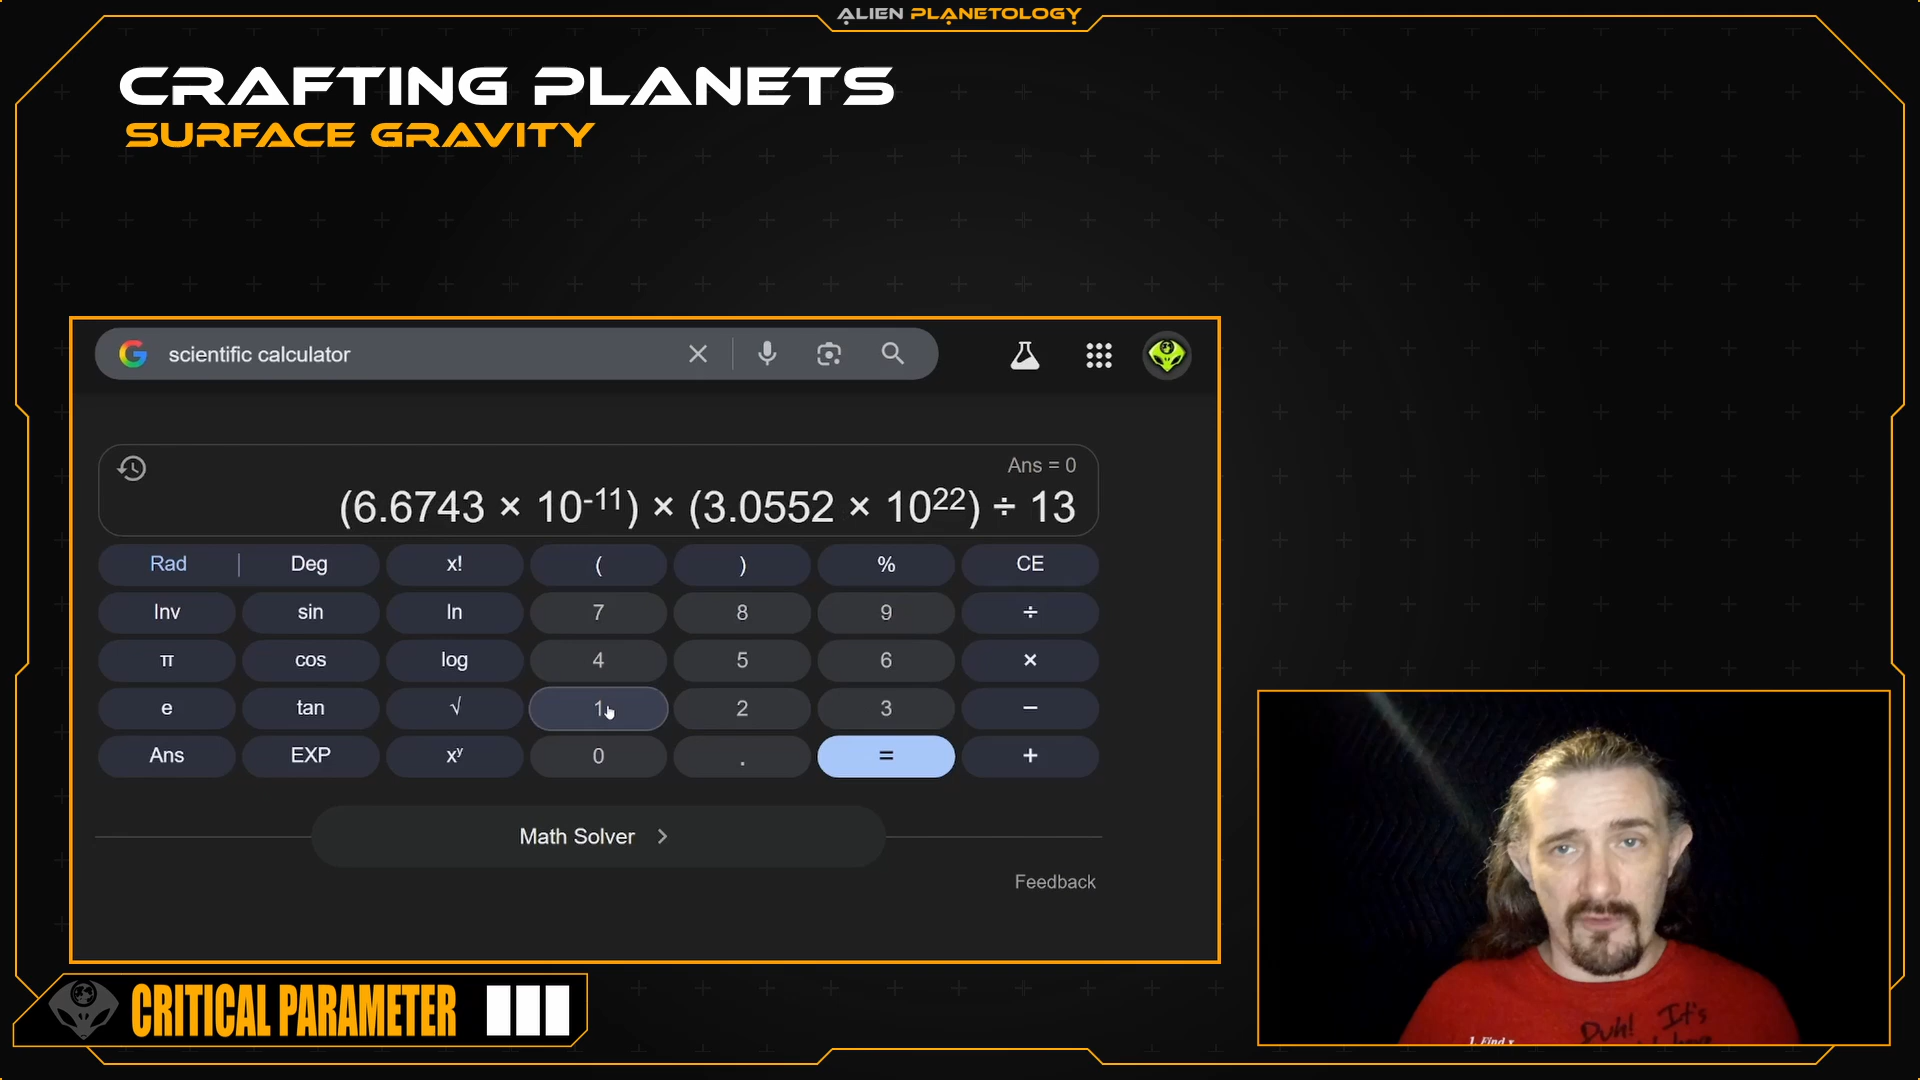 ALIEN PLANETOLOGY
CRAFTING PLANETS
SURFACE GRAVITY
scientific calculator
Ans = 0
(6.6743 × 10⁻¹¹) × (3.0552 × 10²²) ÷ 13
Rad Deg x! ( ) % CE
Inv sin ln 7 8 9 ÷
π cos log 4 5 6 ×
e tan √ 1 2 3 −
Ans EXP xʸ 0 . = +
Math Solver
Feedback
CRITICAL PARAMETER
Duh! It's
1. Find x